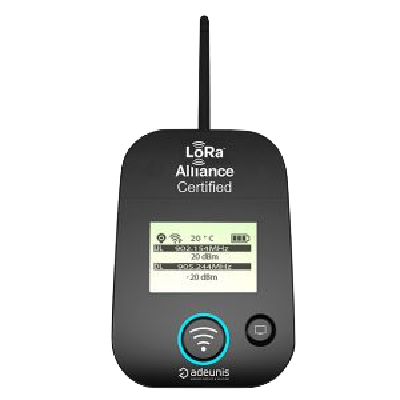 LoRa
Alliance
Certified
20 °C
UL
20 dBm
DL
-20 dBm
adeunis